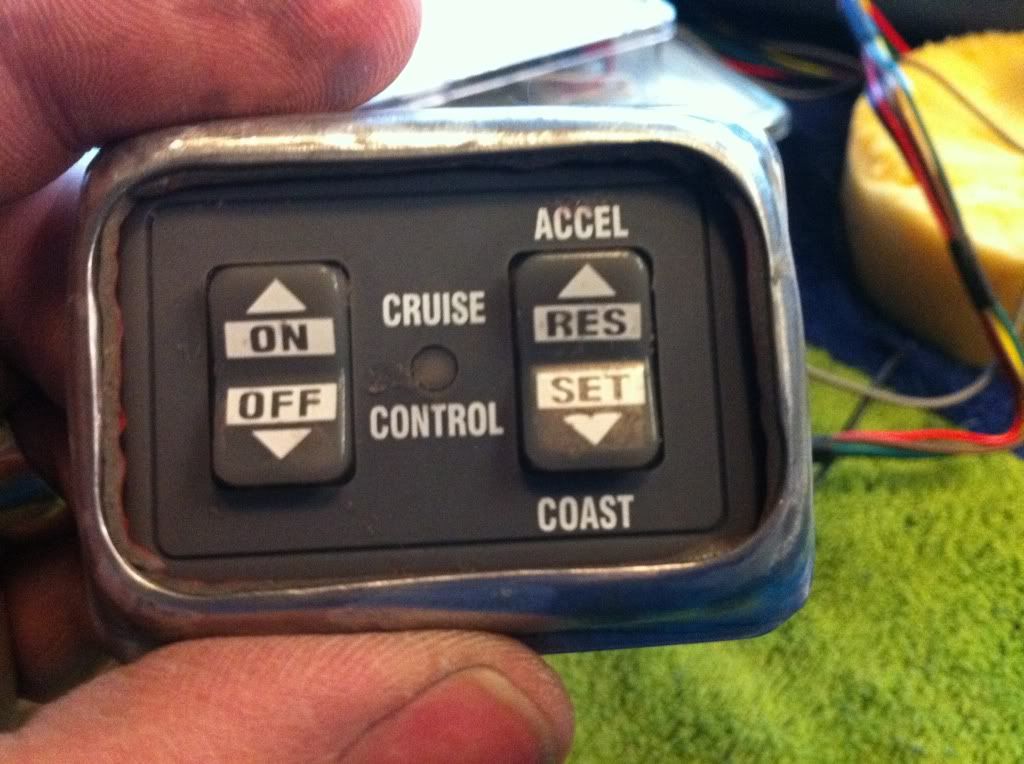 ON
OFF
CRUISE
CONTROL
ACCEL
RES
SET
COAST